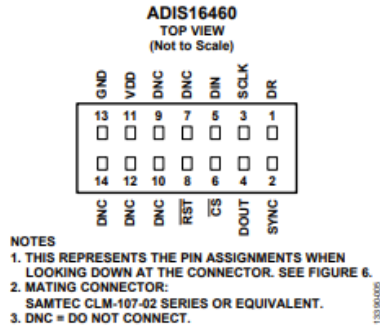 ADIS16460
TOP VIEW
(Not to Scale)
GND VDD DNC DNC DIN SCLK DR
13 11 9 7 5 3 1
14 12 10 8 6 4 2
DNC DNC DNC RST CS DOUT SYNC
NOTES
1. THIS REPRESENTS THE PIN ASSIGNMENTS WHEN
LOOKING DOWN AT THE CONNECTOR. SEE FIGURE 6.
2. MATING CONNECTOR:
SAMTEC CLM-107-02 SERIES OR EQUIVALENT.
3. DNC = DO NOT CONNECT.
13390-005